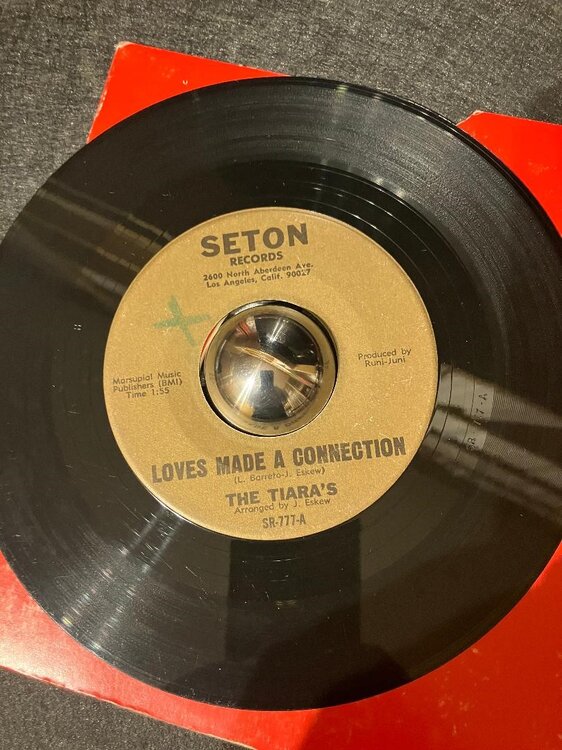 SETON
RECORDS
2600 North Aberdeen Ave.
Los Angeles, Calif. 90027
Marsupial Music
Publishers (BMI)
Time 1:55
Produced by
Runi-Juni
LOVES MADE A CONNECTION
(L. Barreto-J. Eskew)
THE TIARA'S
Arranged by J. Eskew
SR-777-A